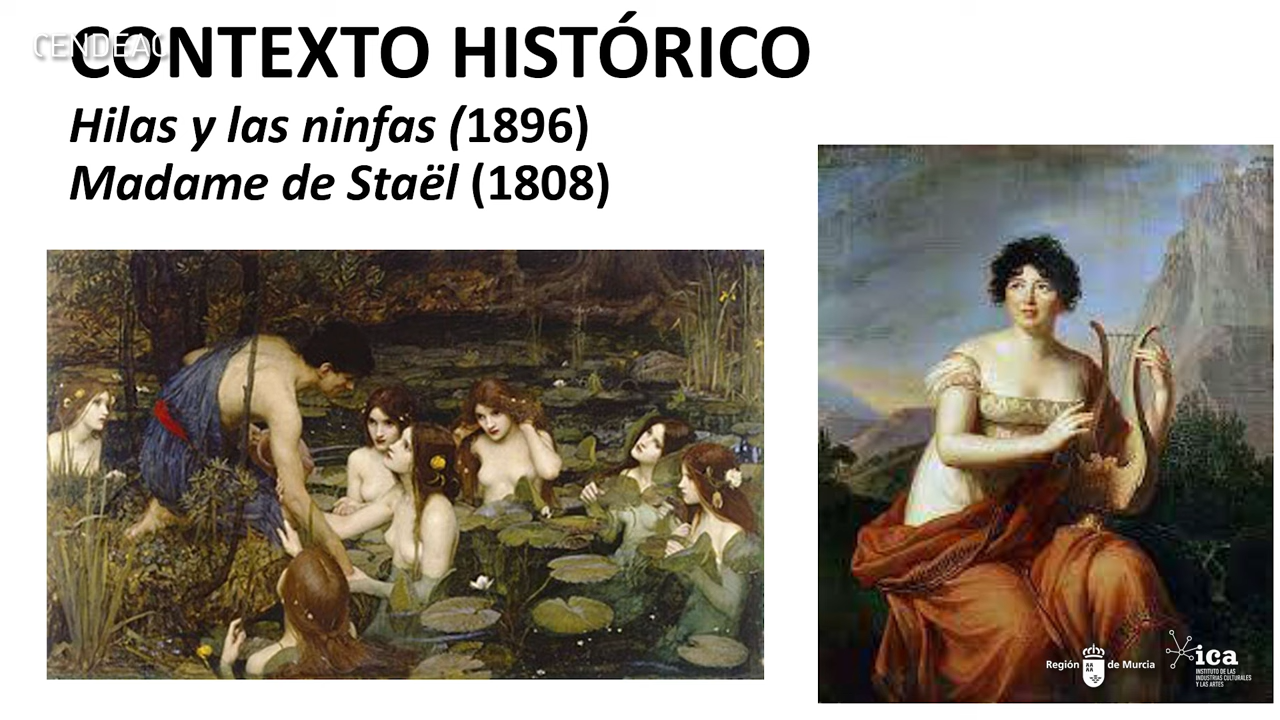 CENDEAC
CONTEXTO HISTÓRICO
Hilas y las ninfas (1896)
Madame de Staël (1808)
Región de Murcia
ica
INSTITUTO DE LAS
INDUSTRIAS CULTURALES
Y LAS ARTES